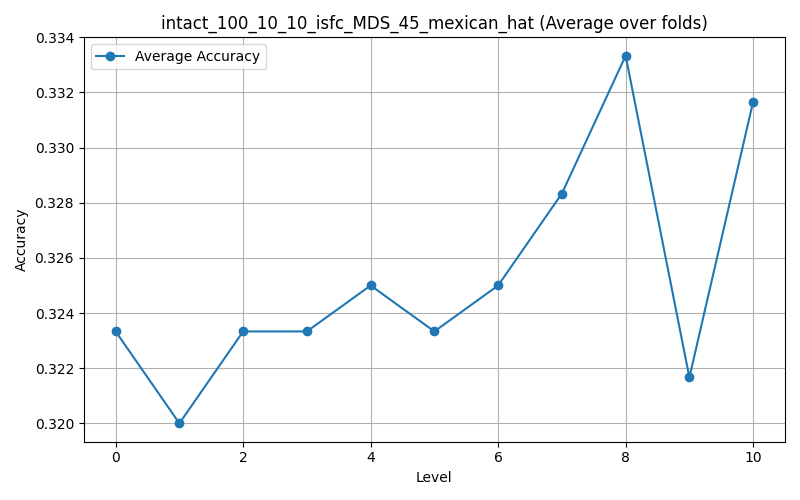 intact_100_10_10_isfc_MDS_45_mexican_hat (Average over folds)
Average Accuracy
0.334
0.332
0.330
0.328
0.326
0.324
0.322
0.320
Accuracy
0 2 4 6 8 10
Level